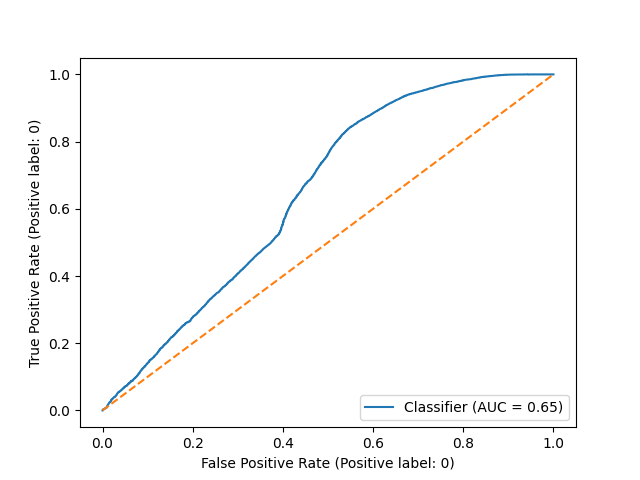 1.0
0.8
0.6
0.4
0.2
0.0
True Positive Rate (Positive label: 0)
Classifier (AUC = 0.65)
0.0 0.2 0.4 0.6 0.8 1.0
False Positive Rate (Positive label: 0)